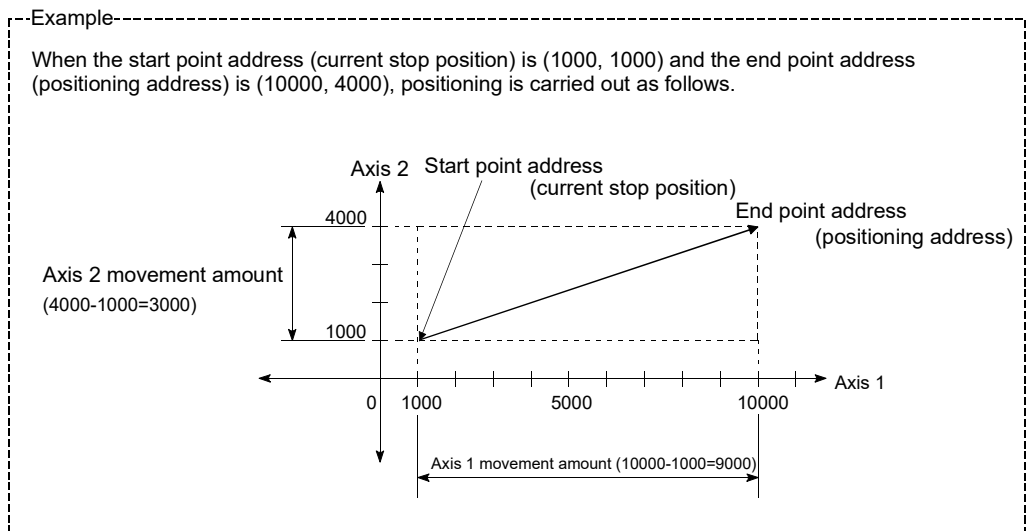 Example
When the start point address (current stop position) is (1000, 1000) and the end point address
(positioning address) is (10000, 4000), positioning is carried out as follows.
Axis 2
Start point address
(current stop position)
End point address
(positioning address)
4000
Axis 2 movement amount
(4000-1000=3000)
1000
Axis 1
0
1000
5000
10000
Axis 1 movement amount (10000-1000=9000)